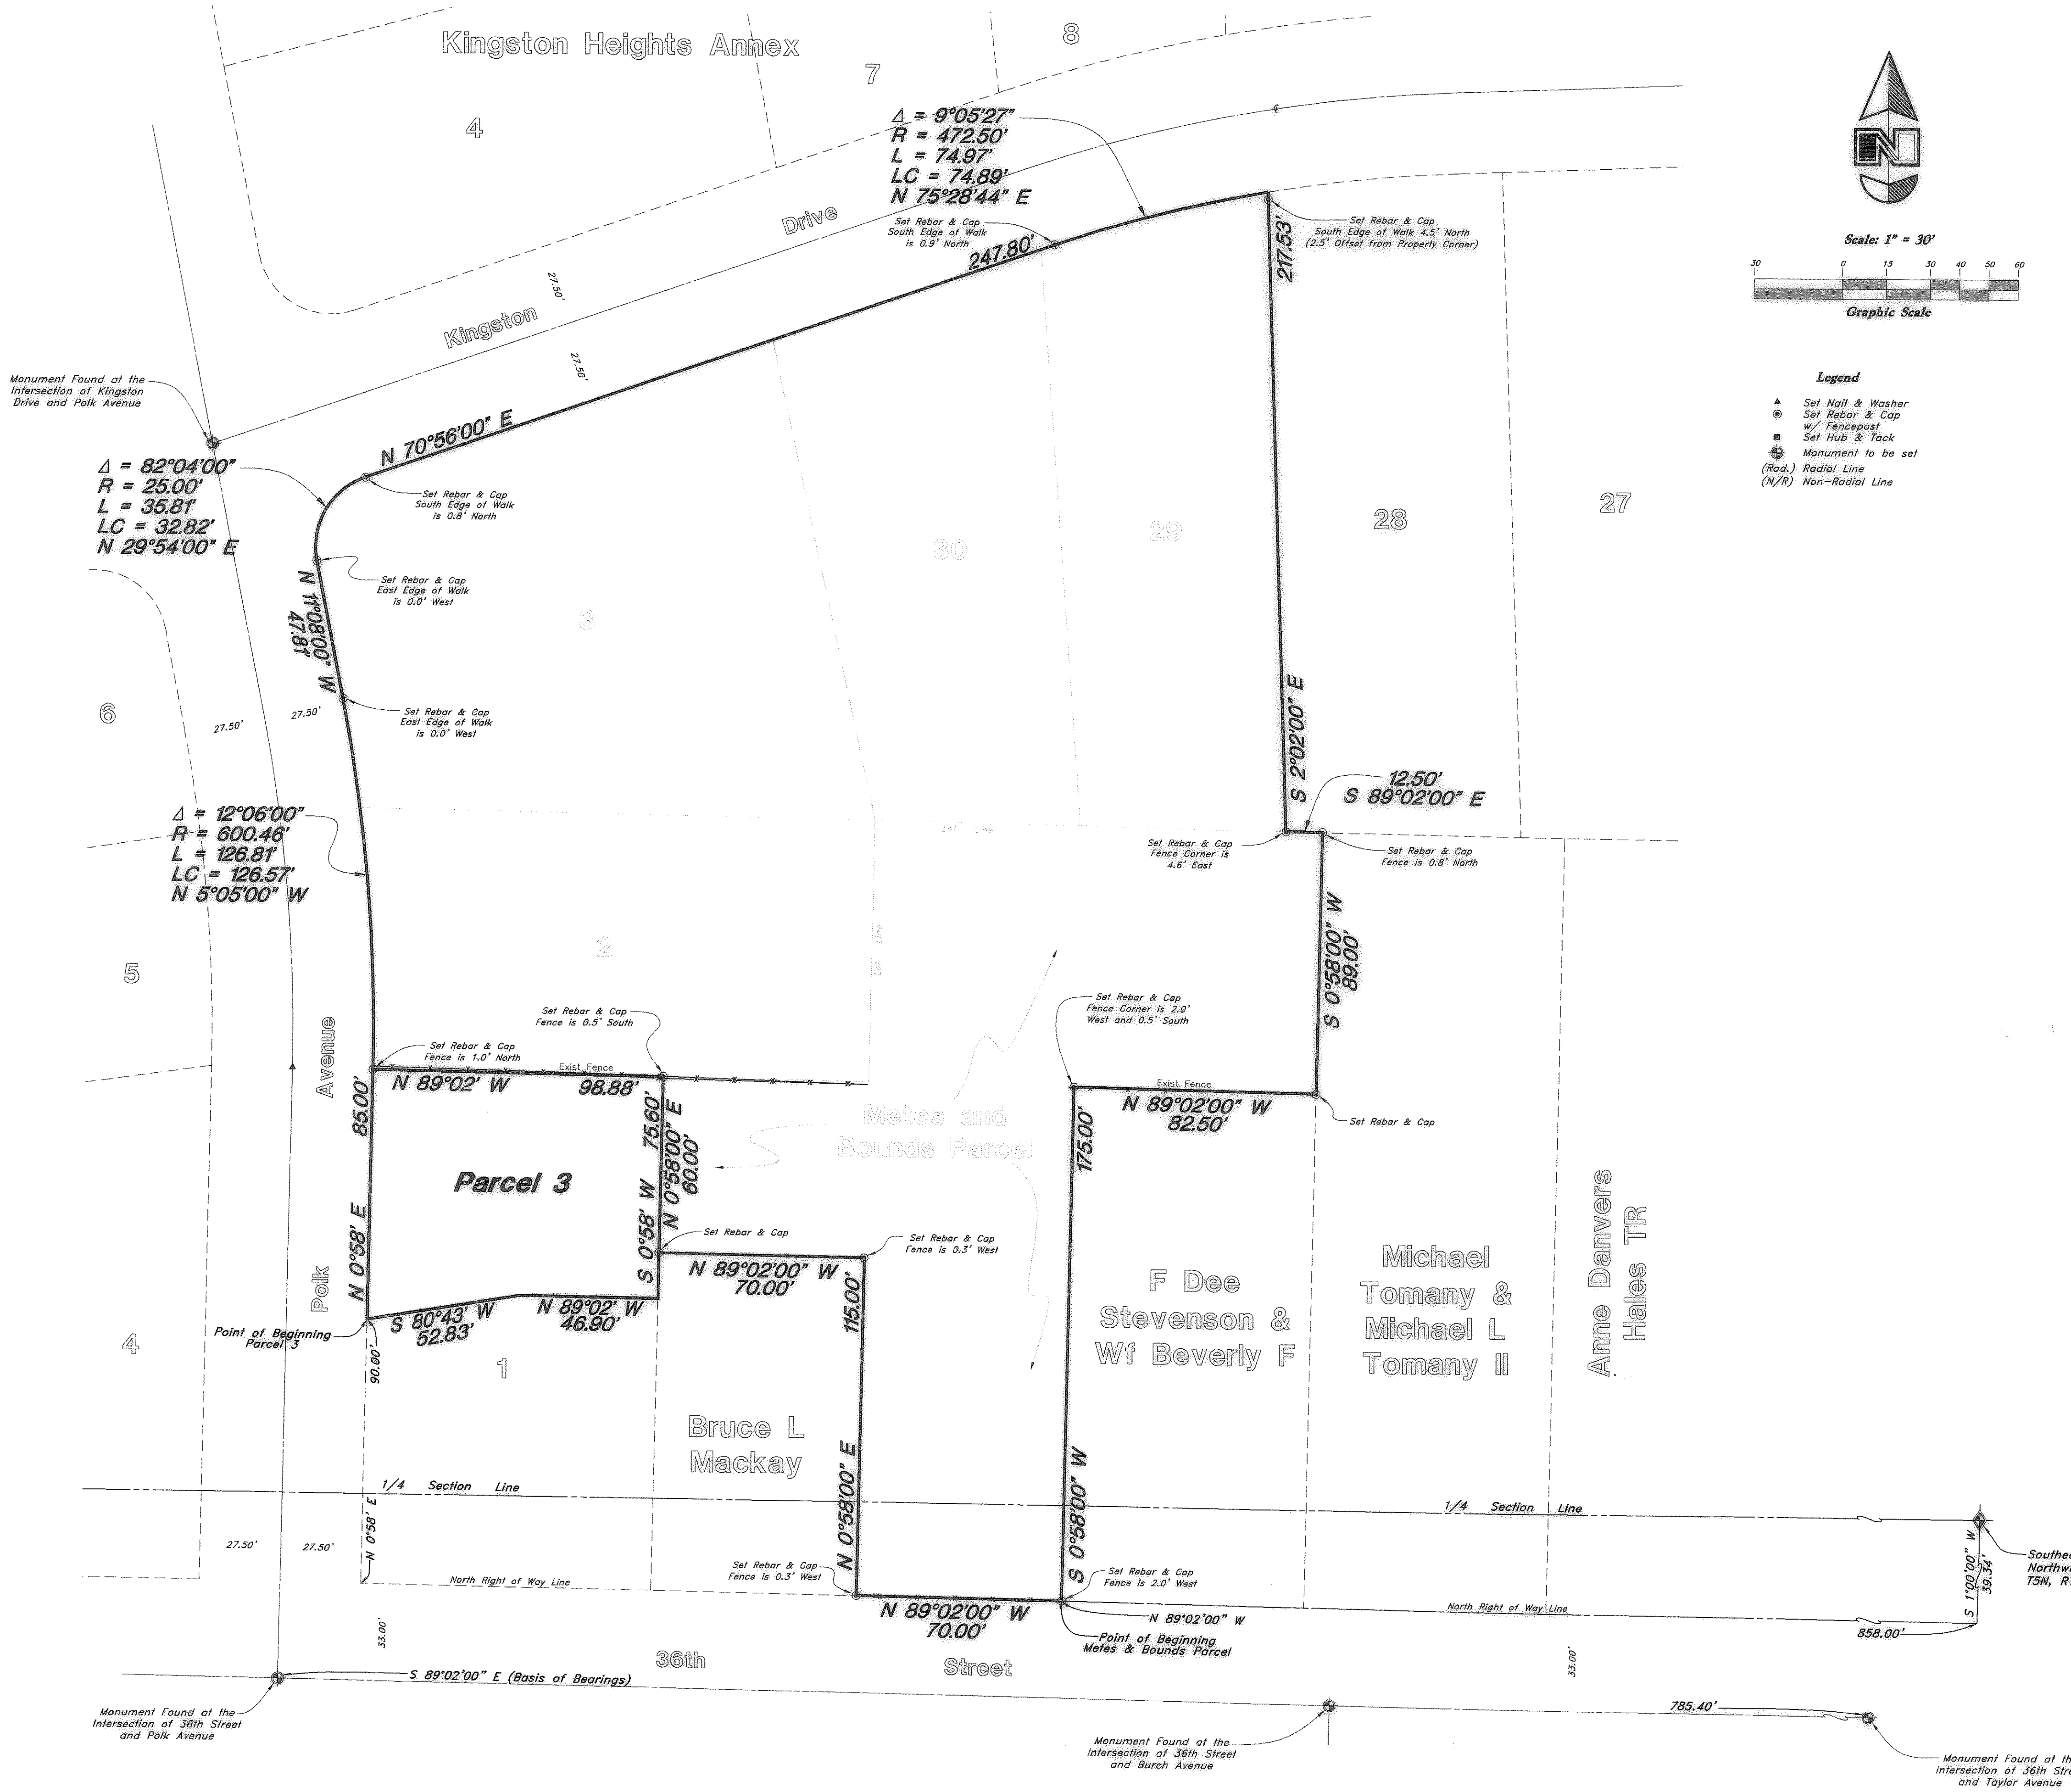 Kingston Heights Annex
8
7
4
Δ = 9°05'27"
R = 472.50'
L = 74.97'
LC = 74.89'
N 75°28'44" E
Set Rebar & Cap
South Edge of Walk
is 0.9' North
Set Rebar & Cap
South Edge of Walk 4.5' North
(2.5' Offset from Property Corner)
Scale: 1" = 30'
30 0 15 30 40 50 60
Graphic Scale
Legend
Set Nail & Washer
Set Rebar & Cap
w/ Fencepost
Set Hub & Tack
Monument to be set
(Rad.) Radial Line
(N/R) Non-Radial Line
N
℄
Kingston Drive
27.50'
27.50'
247.80'
217.53'
N 70°56'00" E
Monument Found at the
Intersection of Kingston
Drive and Polk Avenue
Δ = 82°04'00"
R = 25.00'
L = 35.81'
LC = 32.82'
N 29°54'00" E
Set Rebar & Cap
South Edge of Walk
is 0.8' North
Set Rebar & Cap
East Edge of Walk
is 0.0' West
N 11°08'00" W
47.81'
Set Rebar & Cap
East Edge of Walk
is 0.0' West
3
30
29
28
27
6
27.50'
27.50'
S 2°02'00" E
12.50'
S 89°02'00" E
Δ = 12°06'00"
R = 600.46'
L = 126.81'
LC = 126.57'
N 5°05'00" W
Lot Line
Set Rebar & Cap
Fence Corner is
4.6' East
Set Rebar & Cap
Fence is 0.8' North
S 0°58'00" W
89.00'
2
Lot Line
5
Set Rebar & Cap
Fence is 0.5' South
Set Rebar & Cap
Fence Corner is 2.0'
West and 0.5' South
Set Rebar & Cap
Fence is 1.0' North
Exist Fence
N 89°02' W
98.88'
Exist Fence
N 89°02'00" W
82.50'
Set Rebar & Cap
Polk Avenue
85.00'
N 0°58' E
75.60'
S 0°58' W
N 0°58'00" E
60.00'
Metes and
Bounds Parcel
175.00'
Parcel 3
Set Rebar & Cap
Set Rebar & Cap
Fence is 0.3' West
N 89°02'00" W
70.00'
115.00'
S 80°43' W
52.83'
N 89°02' W
46.90'
Point of Beginning
Parcel 3
90.00'
4
1
F Dee
Stevenson &
Wf Beverly F
Michael
Tomany &
Michael L
Tomany II
Anne Danvers
Hales TR
Bruce L
Mackay
1/4 Section Line
1/4 Section Line
N 0°58' E
N 0°58'00" E
S 0°58'00" W
27.50'
27.50'
North Right of Way Line
Set Rebar & Cap
Fence is 0.3' West
Set Rebar & Cap
Fence is 2.0' West
North Right of Way Line
S 1°00'00" W
39.34'
858.00'
T5N, R
N 89°02'00" W
70.00'
N 89°02'00" W
Point of Beginning
Metes & Bounds Parcel
33.00'
33.00'
36th Street
S 89°02'00" E (Basis of Bearings)
785.40'
Monument Found at the
Intersection of 36th Street
and Polk Avenue
Monument Found at the
Intersection of 36th Street
and Burch Avenue
Monument Found at th
Intersection of 36th Stre
and Taylor Avenue